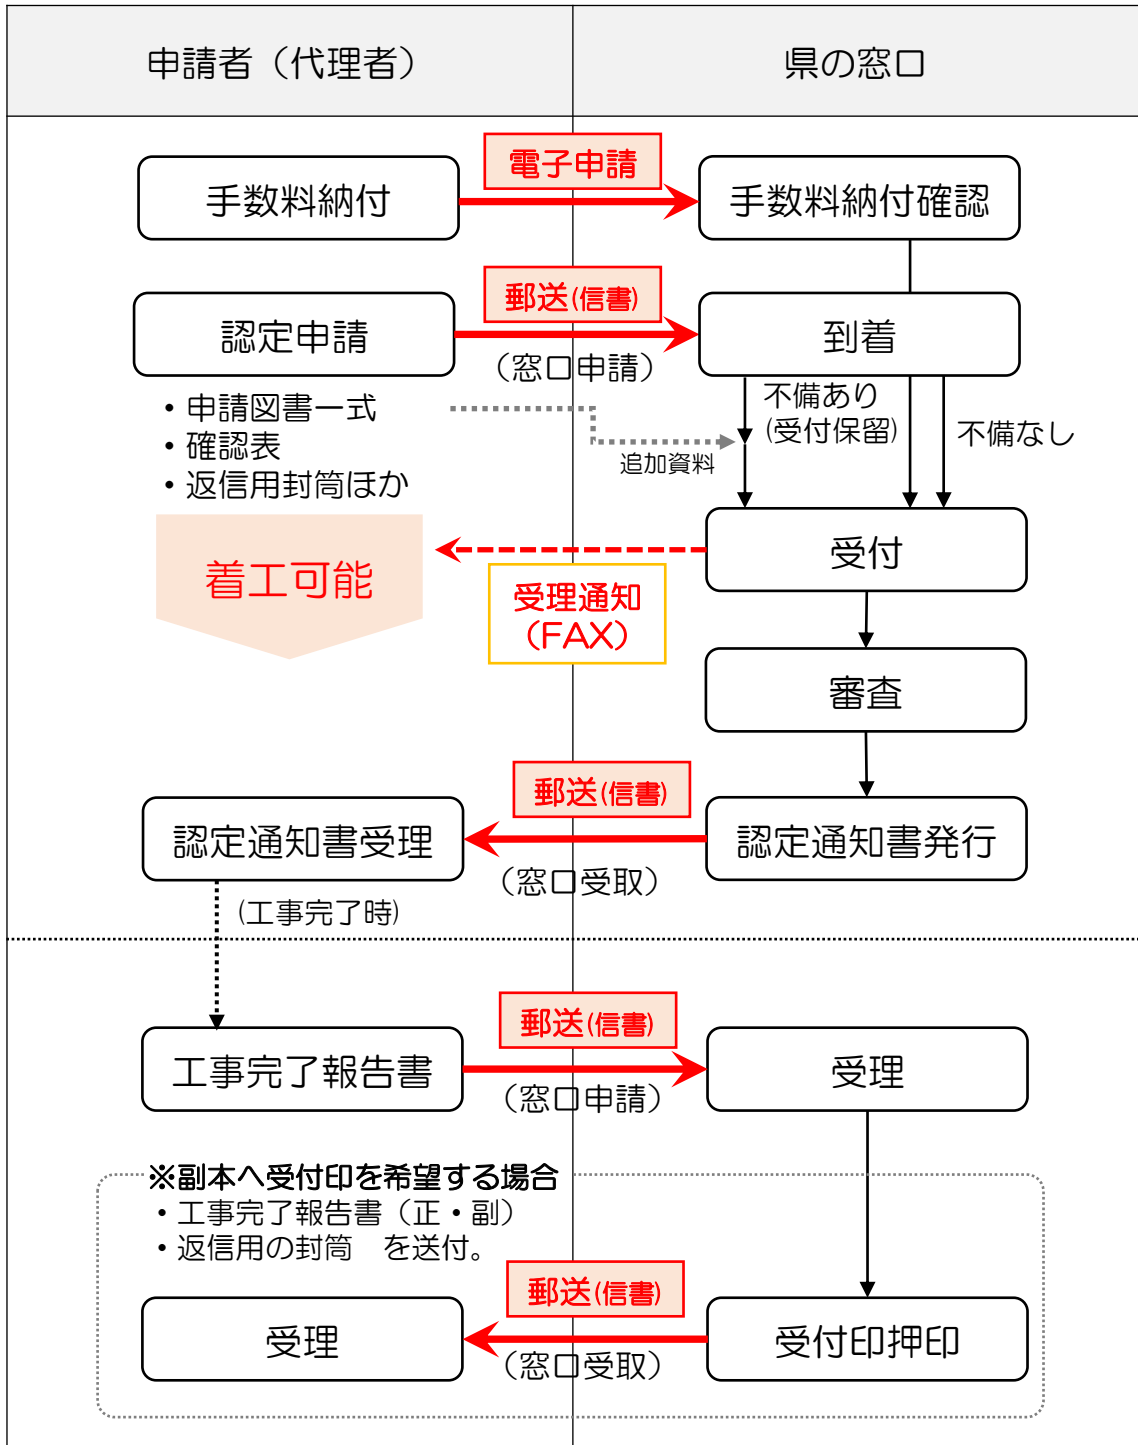 申請者（代理者）
県の窓口
電子申請
手数料納付
手数料納付確認
郵送(信書)
認定申請
到着
（窓口申請）
・申請図書一式
・確認表
・返信用封筒ほか
不備あり
(受付保留)
不備なし
追加資料
受付
着工可能
受理通知
（FAX）
審査
郵送(信書)
認定通知書受理
認定通知書発行
（窓口受取）
(工事完了時)
郵送(信書)
工事完了報告書
受理
（窓口申請）
※副本へ受付印を希望する場合
・工事完了報告書（正・副）
・返信用の封筒　を送付。
郵送(信書)
受理
受付印押印
（窓口受取）